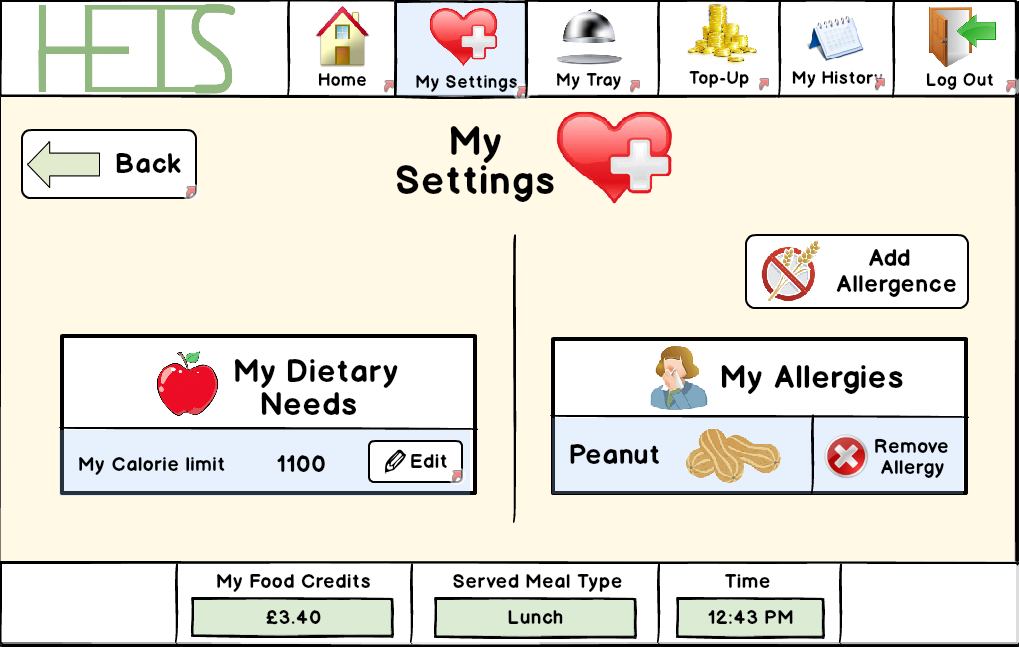 HETS
Home
My Settings
My Tray
Top-Up
My History
Log Out
Back
My
Settings
Add
Allergence
My Dietary
Needs
My Calorie limit 1100 Edit
My Allergies
Peanut
Remove
Allergy
My Food Credits
£3.40
Served Meal Type
Lunch
Time
12:43 PM